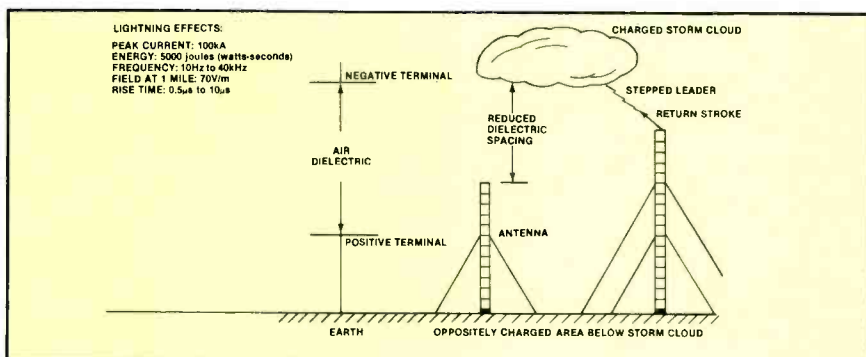 LIGHTNING EFFECTS:
PEAK CURRENT: 100kA
ENERGY: 5000 joules (watts-seconds)
FREQUENCY: 10Hz to 40kHz
FIELD AT 1 MILE: 70V/m
RISE TIME: 0.5µs to 10µs
CHARGED STORM CLOUD
NEGATIVE TERMINAL
STEPPED LEADER
RETURN STROKE
REDUCED
DIELECTRIC
SPACING
AIR
DIELECTRIC
ANTENNA
POSITIVE TERMINAL
EARTH
OPPOSITELY CHARGED AREA BELOW STORM CLOUD